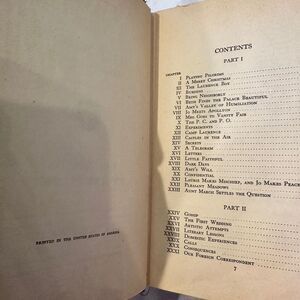 PRINTED IN THE UNITED STATES OF AMERICA
CONTENTS
PART I
CHAPTER
I PLAYING PILGRIMS
II A MERRY CHRISTMAS
III THE LAURENCE BOY
IV BURDENS
V BEING NEIGHBORLY
VI BETH FINDS THE PALACE BEAUTIFUL
VII AMY'S VALLEY OF HUMILIATION
VIII JO MEETS APOLLYON
IX MEG GOES TO VANITY FAIR
X THE P. C. AND P. O.
XI EXPERIMENTS
XII CAMP LAURENCE
XIII CASTLES IN THE AIR
XIV SECRETS
XV A TELEGRAM
XVI LETTERS
XVII LITTLE FAITHFUL
XVIII DARK DAYS
XIX AMY'S WILL
XX CONFIDENTIAL
XXI LAURIE MAKES MISCHIEF, AND JO MAKES PEACE
XXII PLEASANT MEADOWS
XXIII AUNT MARCH SETTLES THE QUESTION
PART II
XXIV GOSSIP
XXV THE FIRST WEDDING
XXVI ARTISTIC ATTEMPTS
XXVII LITERARY LESSONS
XXVIII DOMESTIC EXPERIENCES
XXIX CALLS
XXX CONSEQUENCES
XXXI OUR FOREIGN CORRESPONDENT
7